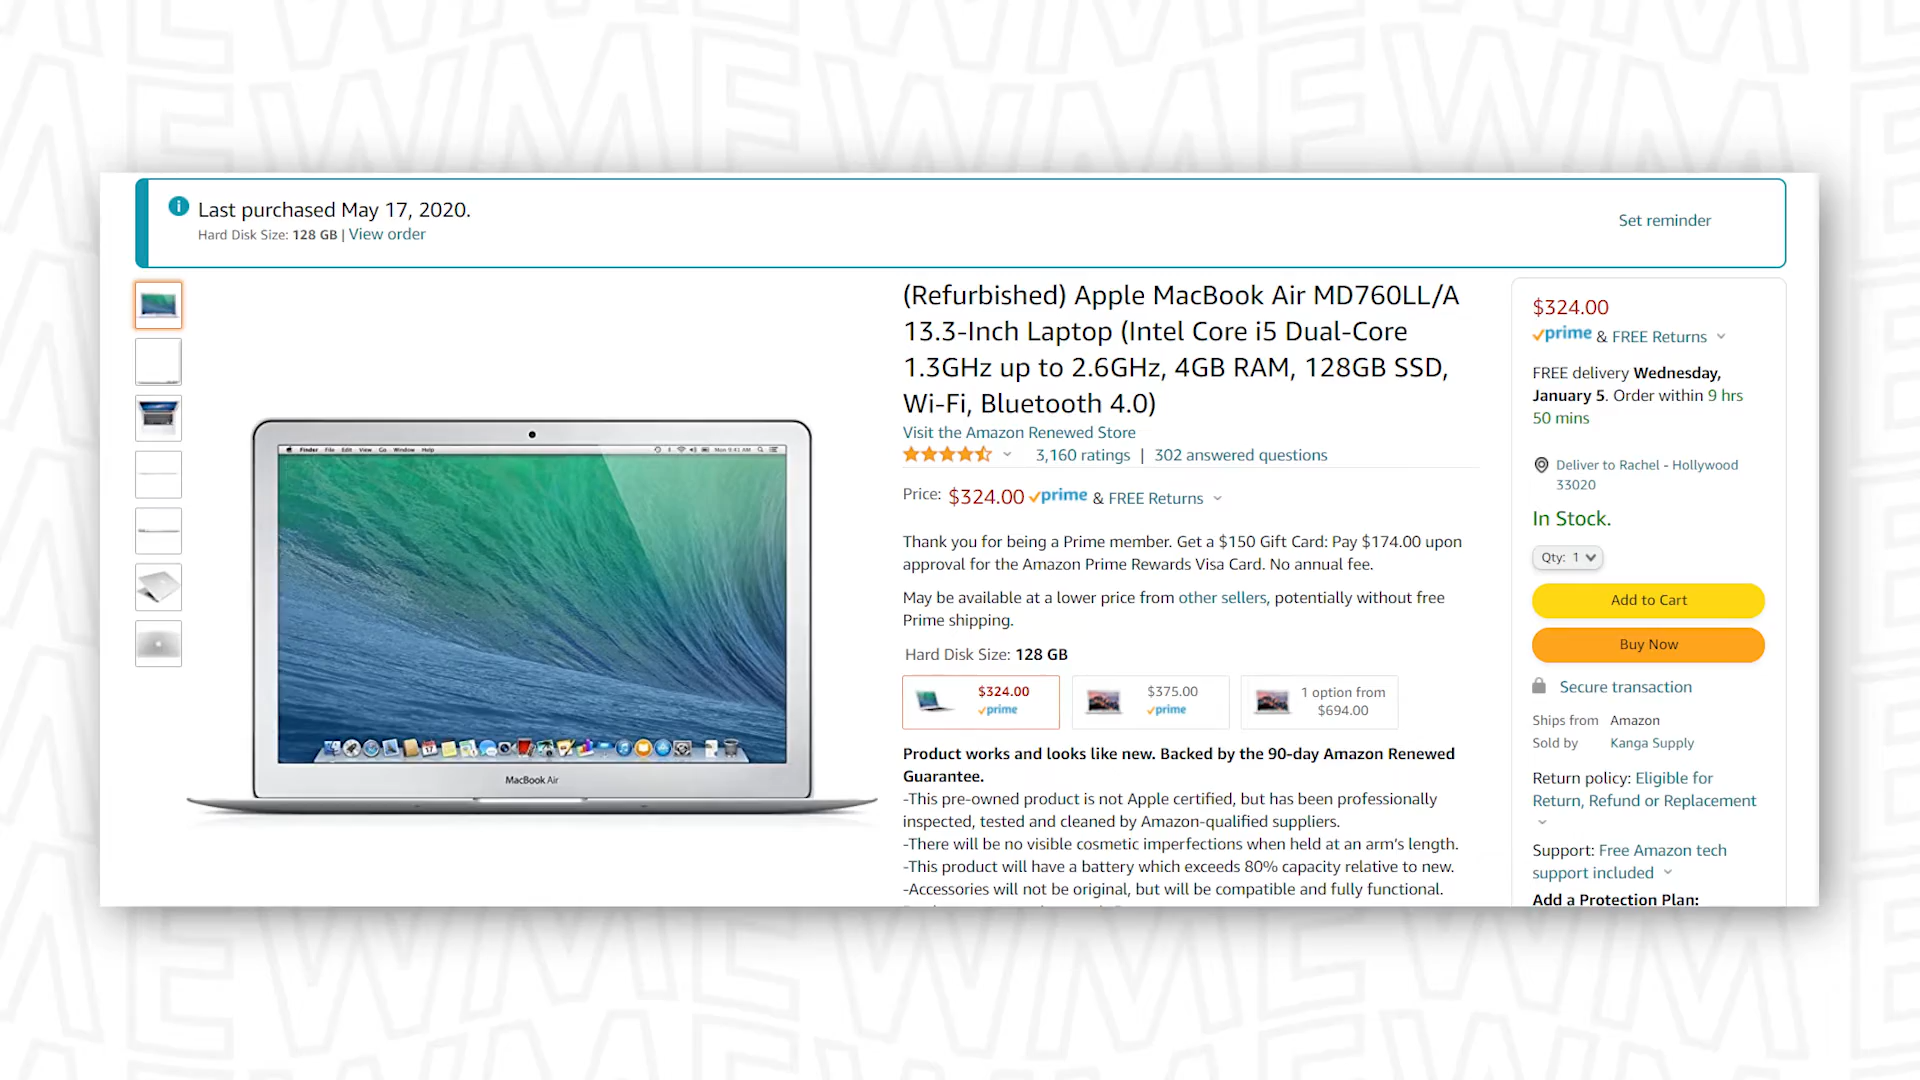 Last purchased May 17, 2020.
Hard Disk Size: 128 GB | View order
Set reminder
(Refurbished) Apple MacBook Air MD760LL/A
13.3-Inch Laptop (Intel Core i5 Dual-Core
1.3GHz up to 2.6GHz, 4GB RAM, 128GB SSD,
Wi-Fi, Bluetooth 4.0)
Visit the Amazon Renewed Store
3,160 ratings | 302 answered questions
Price: $324.00 prime & FREE Returns
Thank you for being a Prime member. Get a $150 Gift Card: Pay $174.00 upon
approval for the Amazon Prime Rewards Visa Card. No annual fee.
May be available at a lower price from other sellers, potentially without free
Prime shipping.
Hard Disk Size: 128 GB
$324.00
prime
$375.00
prime
1 option from
$694.00
Product works and looks like new. Backed by the 90-day Amazon Renewed
Guarantee.
-This pre-owned product is not Apple certified, but has been professionally
inspected, tested and cleaned by Amazon-qualified suppliers.
-There will be no visible cosmetic imperfections when held at an arm's length.
-This product will have a battery which exceeds 80% capacity relative to new.
-Accessories will not be original, but will be compatible and fully functional.
Finder File Edit View Go Window Help
Mon 9:41 AM
MacBook Air
$324.00
prime & FREE Returns
FREE delivery Wednesday,
January 5. Order within 9 hrs
50 mins
Deliver to Rachel - Hollywood
33020
In Stock.
Qty: 1
Add to Cart
Buy Now
Secure transaction
Ships from Amazon
Sold by Kanga Supply
Return policy: Eligible for
Return, Refund or Replacement
Support: Free Amazon tech
support included
Add a Protection Plan: